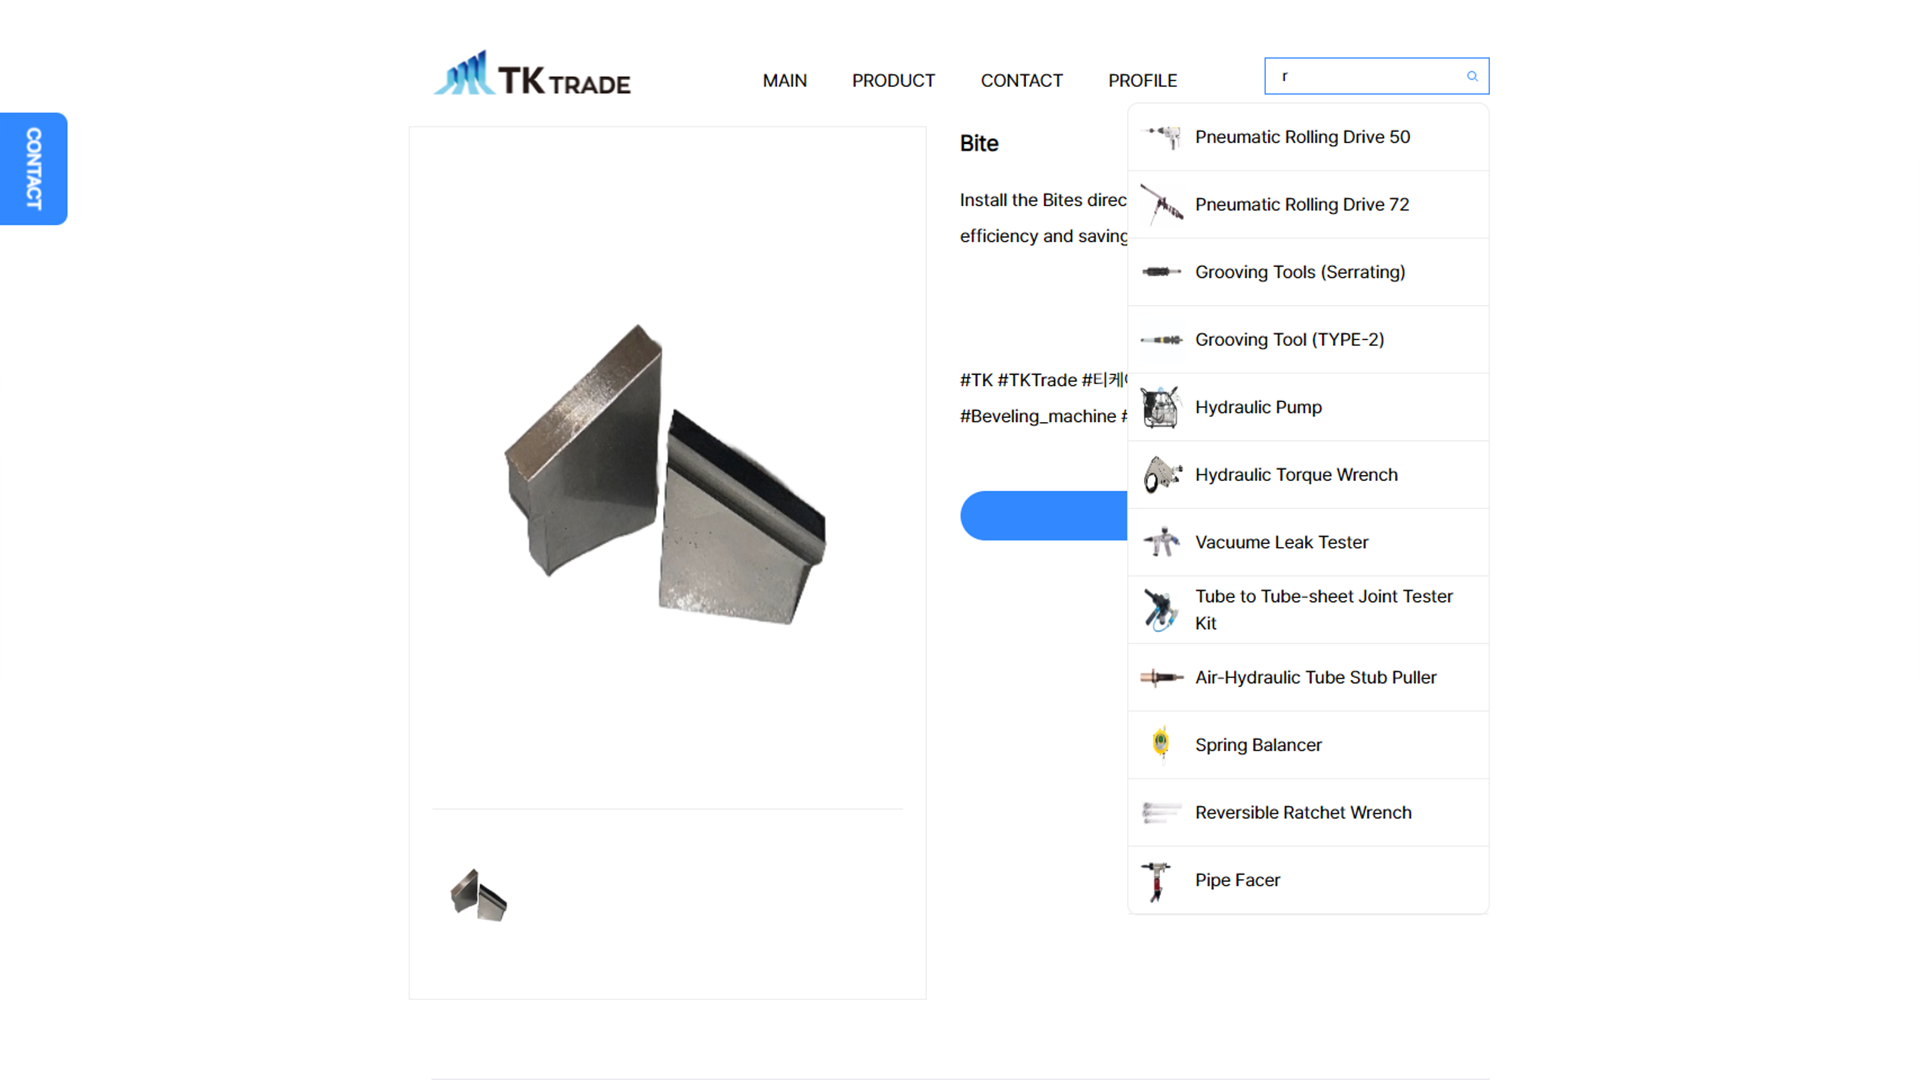 TK TRADE
MAIN
PRODUCT
CONTACT
PROFILE
r
CONTACT
Bite
Install the Bites direc
efficiency and saving
#TK #TKTrade #티케
#Beveling_machine #
Pneumatic Rolling Drive 50
Pneumatic Rolling Drive 72
Grooving Tools (Serrating)
Grooving Tool (TYPE-2)
Hydraulic Pump
Hydraulic Torque Wrench
Vacuume Leak Tester
Tube to Tube-sheet Joint Tester
Kit
Air-Hydraulic Tube Stub Puller
Spring Balancer
Reversible Ratchet Wrench
Pipe Facer